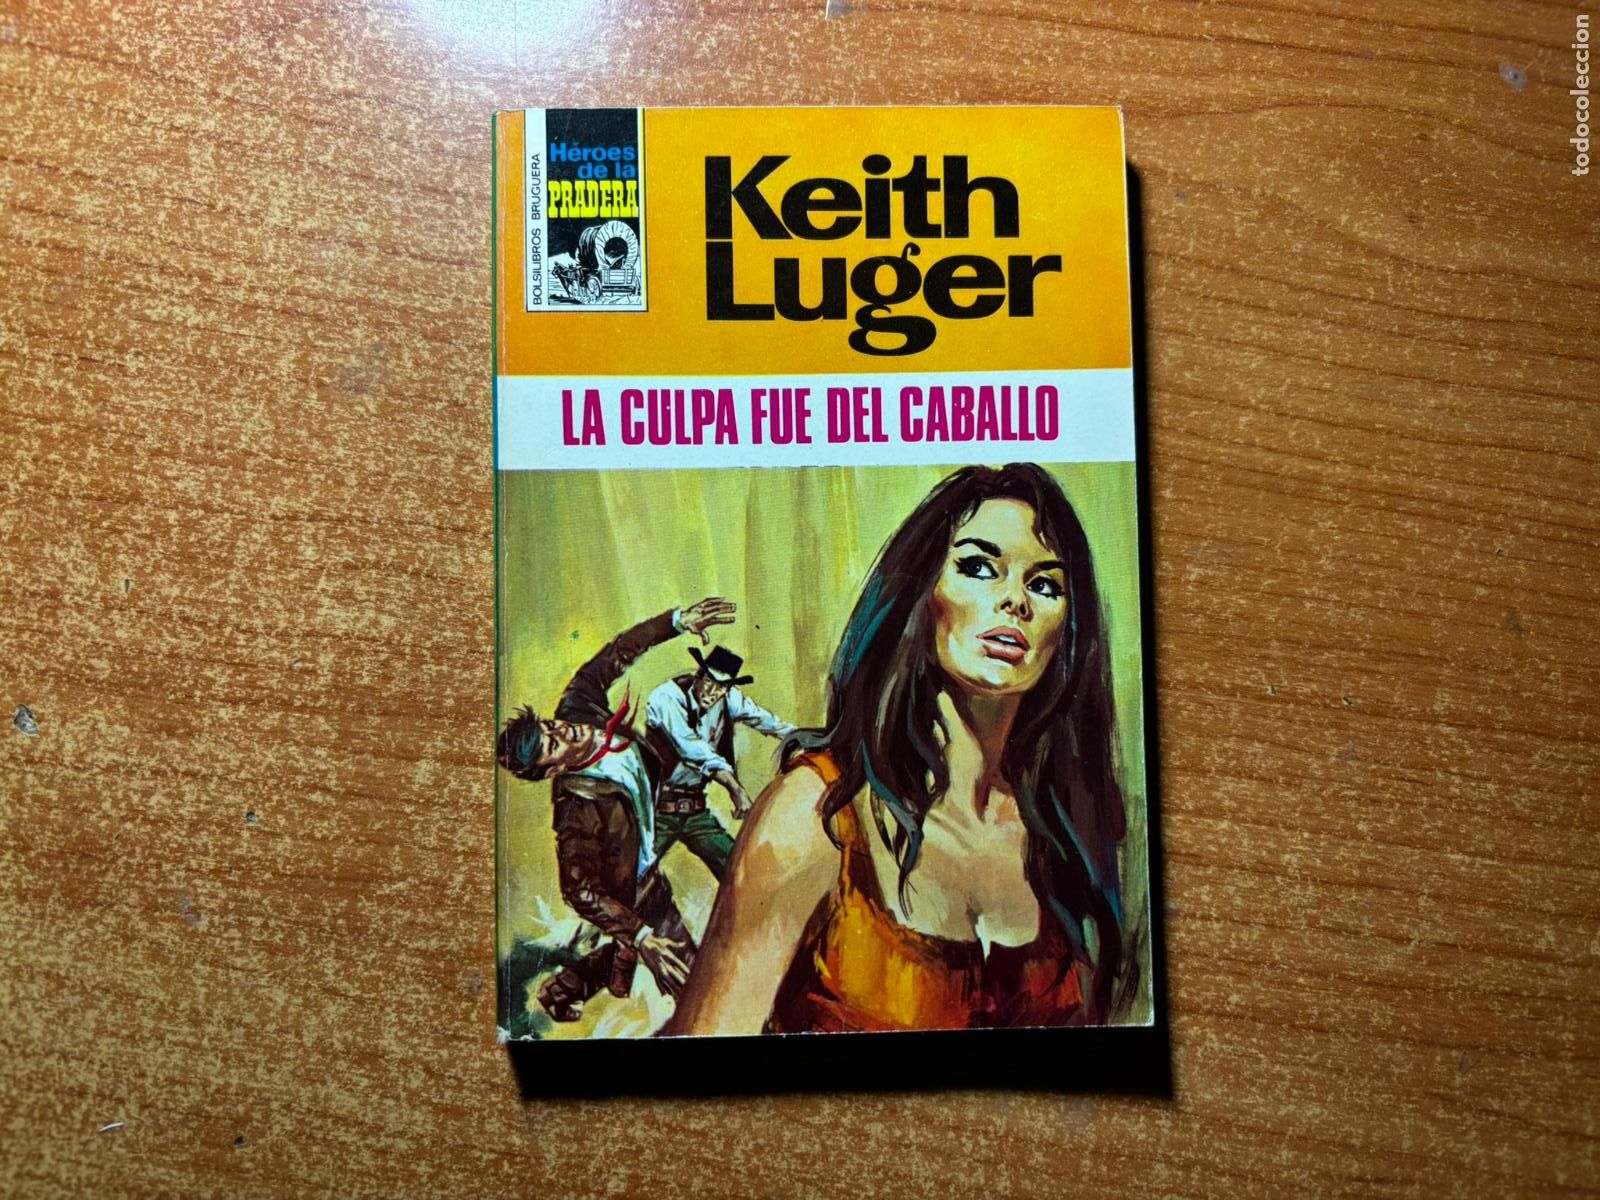 BOLSILIBROS BRUGUERA
Héroes
de la
PRADERA
Keith
Luger
LA CULPA FUE DEL CABALLO
todocoleccion